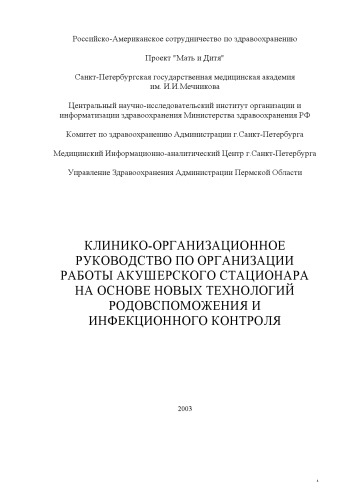 Российско-Американское сотрудничество по здравоохранению
Проект "Мать и Дитя"
Санкт-Петербургская государственная медицинская академия
им. И.И.Мечникова
Центральный научно-исследовательский институт организации и
информатизации здравоохранения Министерства здравоохранения РФ
Комитет по здравоохранению Администрации г.Санкт-Петербурга
Медицинский Информационно-аналитический Центр г.Санкт-Петербурга
Управление Здравоохранения Администрации Пермской Области
КЛИНИКО-ОРГАНИЗАЦИОННОЕ
РУКОВОДСТВО ПО ОРГАНИЗАЦИИ
РАБОТЫ АКУШЕРСКОГО СТАЦИОНАРА
НА ОСНОВЕ НОВЫХ ТЕХНОЛОГИЙ
РОДОВСПОМОЖЕНИЯ И
ИНФЕКЦИОННОГО КОНТРОЛЯ
2003